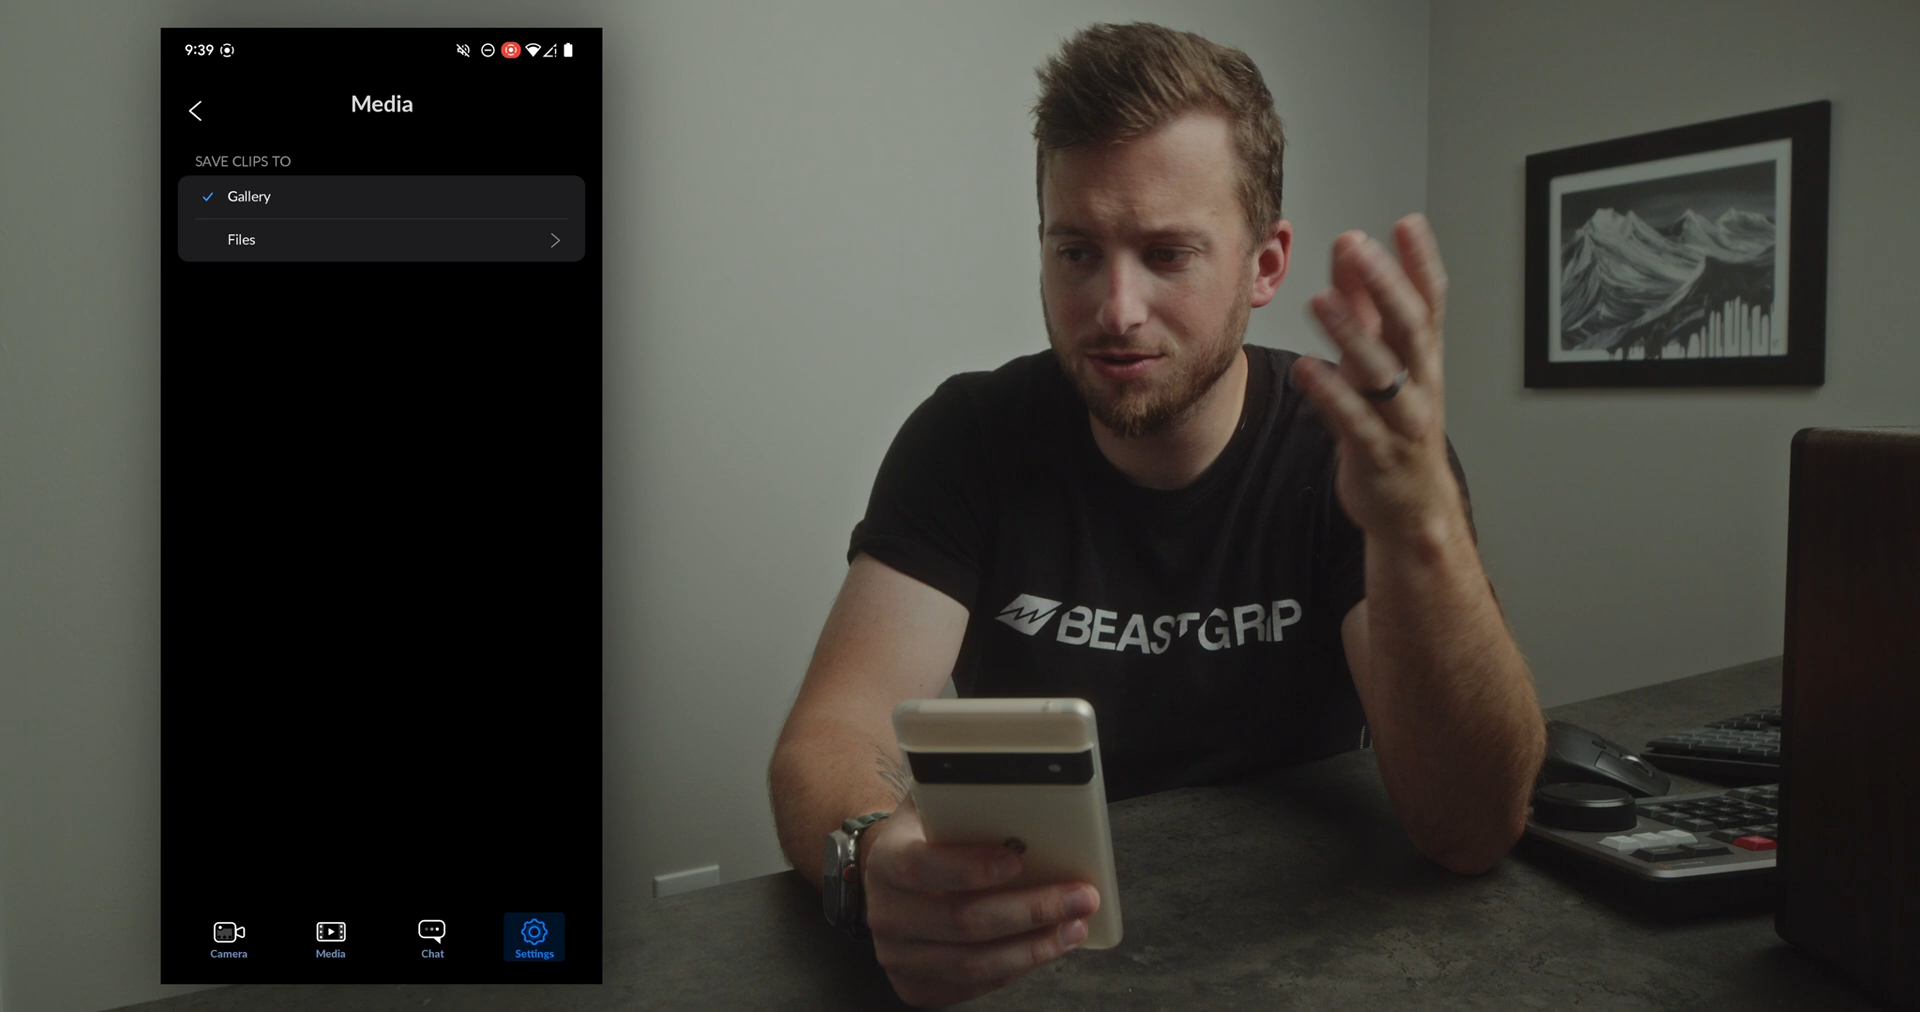 9:39
Media
SAVE CLIPS TO
Gallery
Files
Camera
Media
Chat
Settings
BEASTGRIP